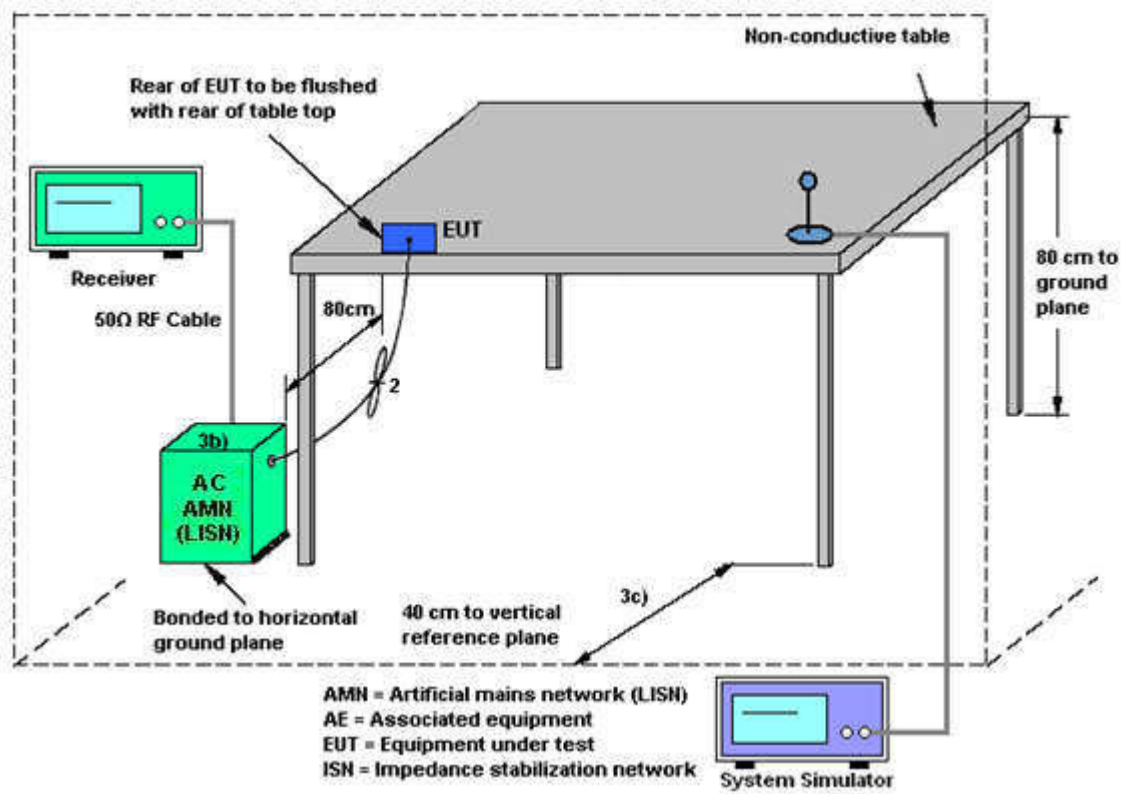 Non-conductive table
Rear of EUT to be flushed
with rear of table top
EUT
Receiver
80 cm to
ground
plane
50Ω RF Cable
80cm
2
3b)
AC
AMN
(LISN)
3c)
Bonded to horizontal
ground plane
40 cm to vertical
reference plane
AMN = Artificial mains network (LISN)
AE = Associated equipment
EUT = Equipment under test
ISN = Impedance stabilization network
System Simulator